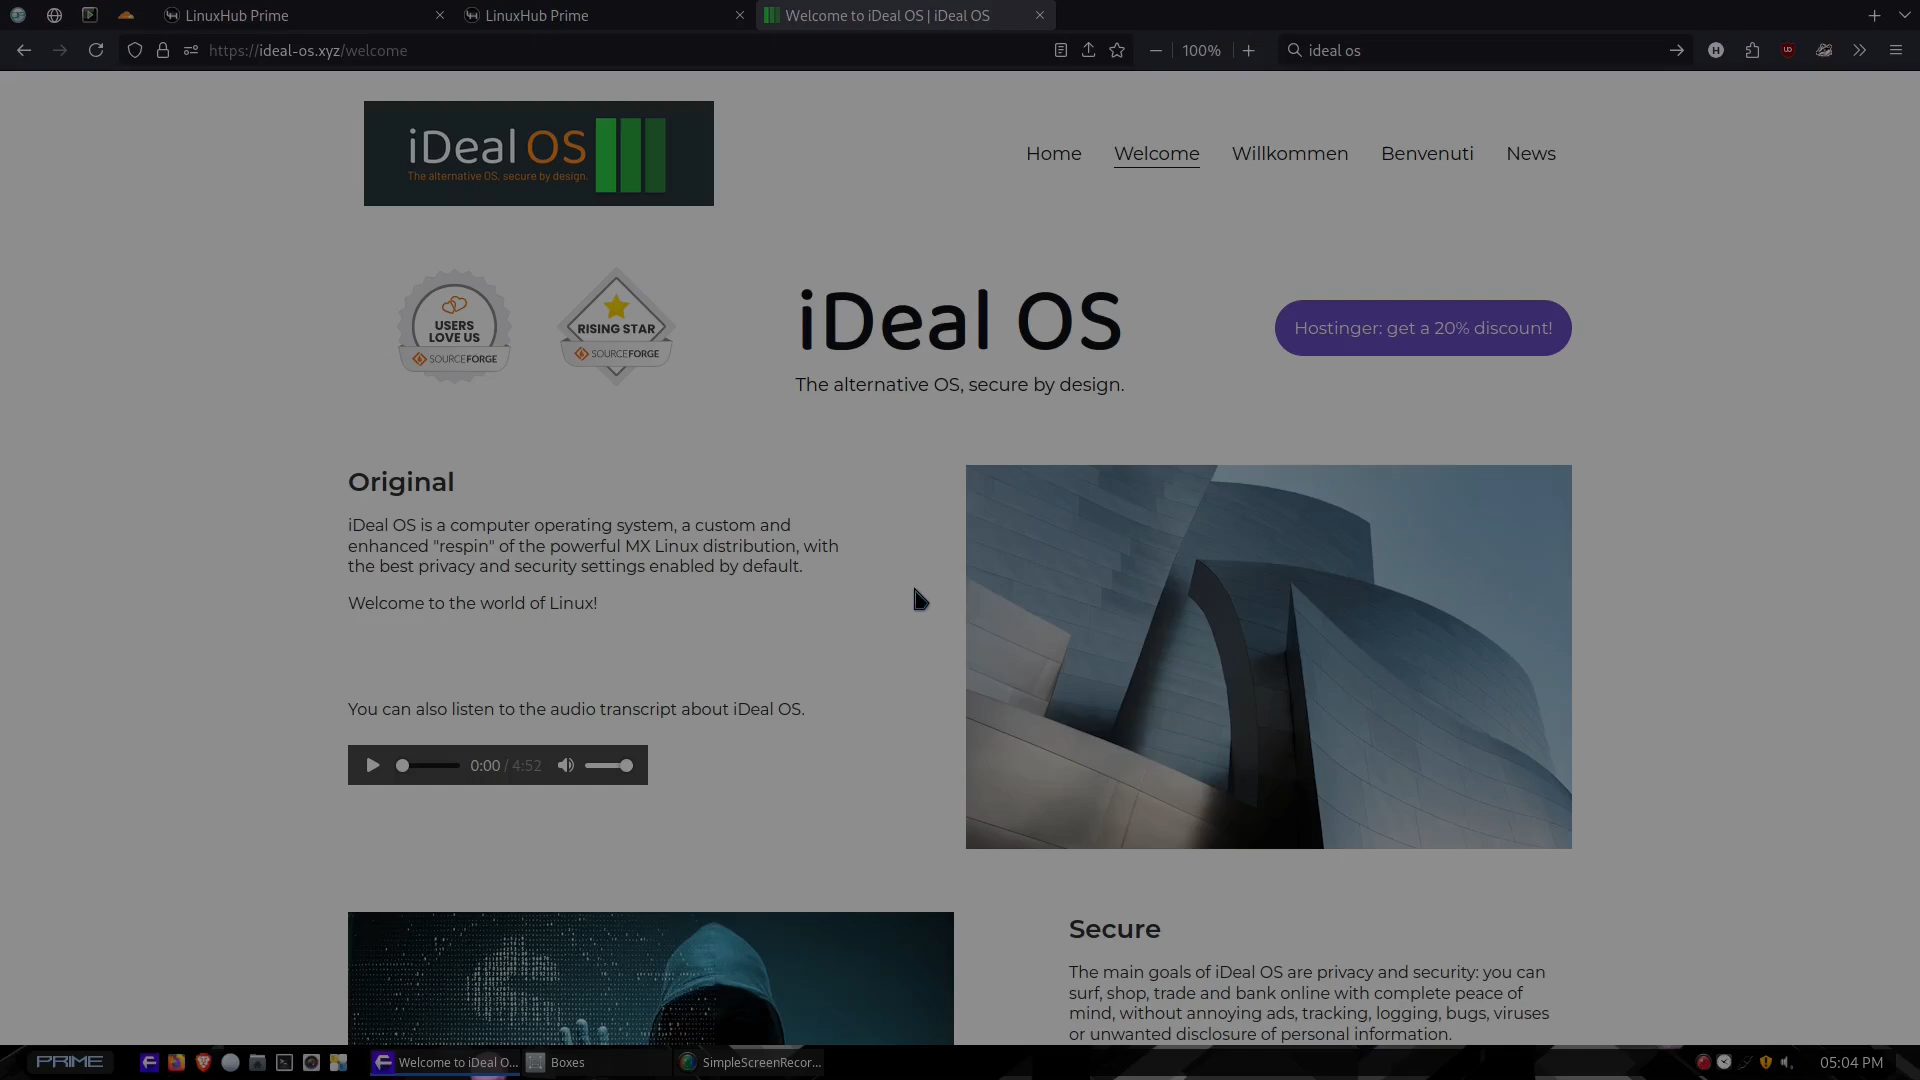 LinuxHub Prime
LinuxHub Prime
Welcome to iDeal OS | iDeal OS
https://ideal-os.xyz/welcome
100%
ideal os
iDeal OS
The alternative OS, secure by design.
Home
Welcome
Willkommen
Benvenuti
News
USERS
LOVE US
SOURCEFORGE
RISING STAR
SOURCEFORGE
iDeal OS
The alternative OS, secure by design.
Hostinger: get a 20% discount!
Original
iDeal OS is a computer operating system, a custom and
enhanced "respin" of the powerful MX Linux distribution, with
the best privacy and security settings enabled by default.
Welcome to the world of Linux!
You can also listen to the audio transcript about iDeal OS.
0:00 / 4:52
Secure
The main goals of iDeal OS are privacy and security: you can
surf, shop, trade and bank online with complete peace of
mind, without annoying ads, tracking, logging, bugs, viruses
or unwanted disclosure of personal information.
PRIME
Welcome to iDeal O...
Boxes
SimpleScreenRecor...
05:04 PM